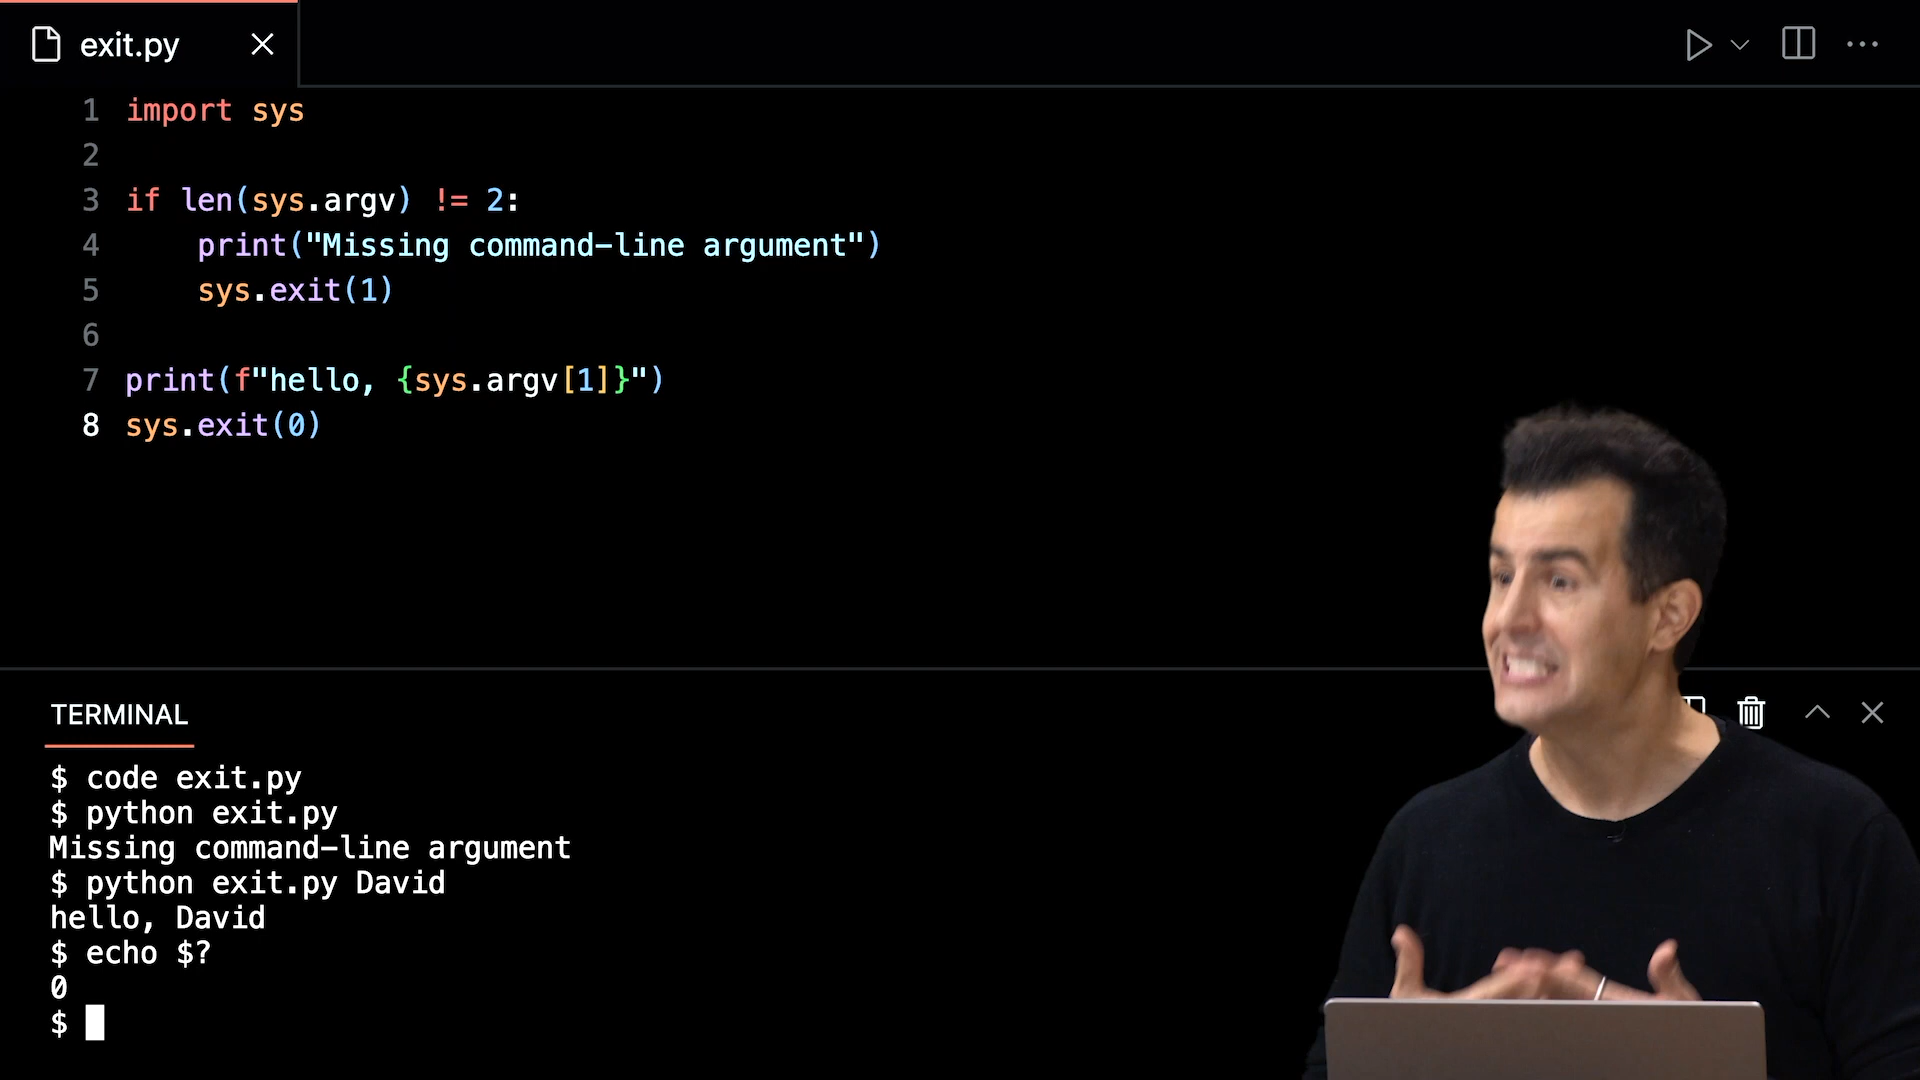 exit.py
1 import sys
2
3 if len(sys.argv) != 2:
4     print("Missing command-line argument")
5     sys.exit(1)
6
7 print(f"hello, {sys.argv[1]}")
8 sys.exit(0)
TERMINAL
$ code exit.py
$ python exit.py
Missing command-line argument
$ python exit.py David
hello, David
$ echo $?
0
$